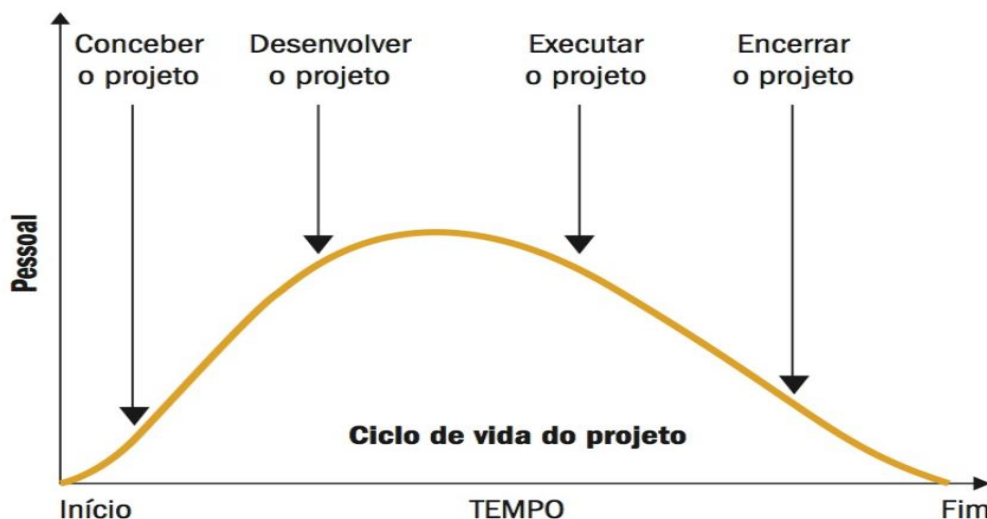 Conceber
o projeto
Desenvolver
o projeto
Executar
o projeto
Encerrar
o projeto
Pessoal
Ciclo de vida do projeto
Início
TEMPO
Fim